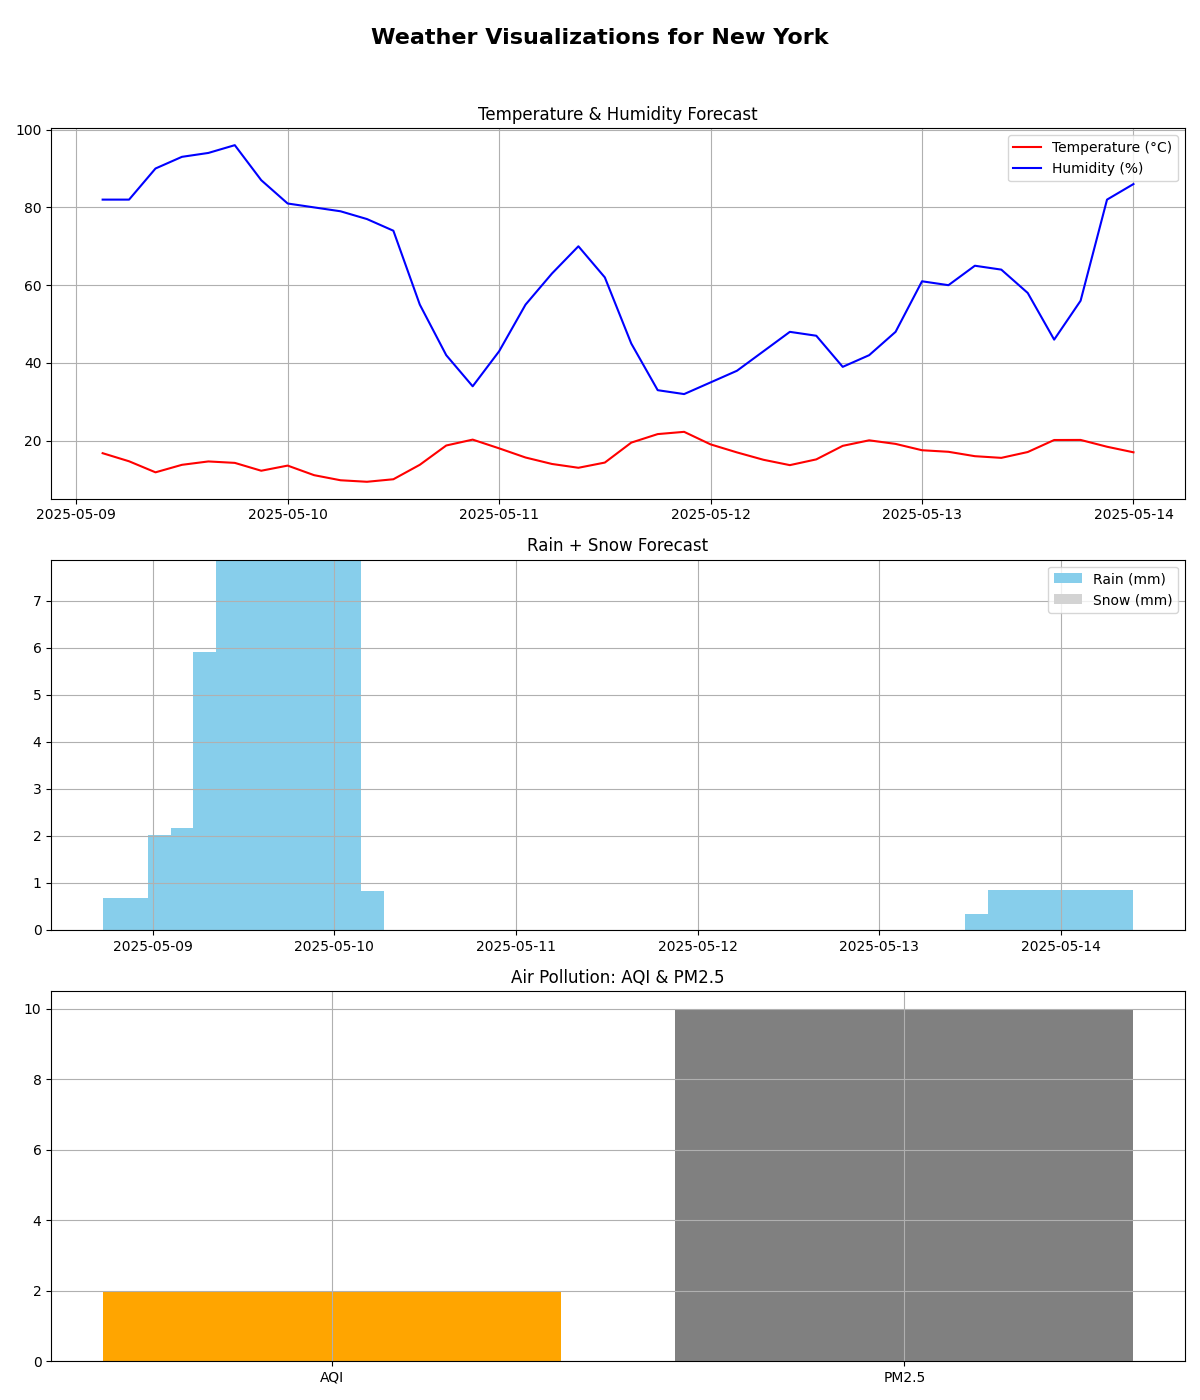 Weather Visualizations for New York
Temperature & Humidity Forecast
100
80
60
40
20
Temperature (°C)
Humidity (%)
2025-05-09 2025-05-10 2025-05-11 2025-05-12 2025-05-13 2025-05-14
Rain + Snow Forecast
7
6
5
4
3
2
1
0
Rain (mm)
Snow (mm)
2025-05-09 2025-05-10 2025-05-11 2025-05-12 2025-05-13 2025-05-14
Air Pollution: AQI & PM2.5
10
8
6
4
2
0
AQI PM2.5